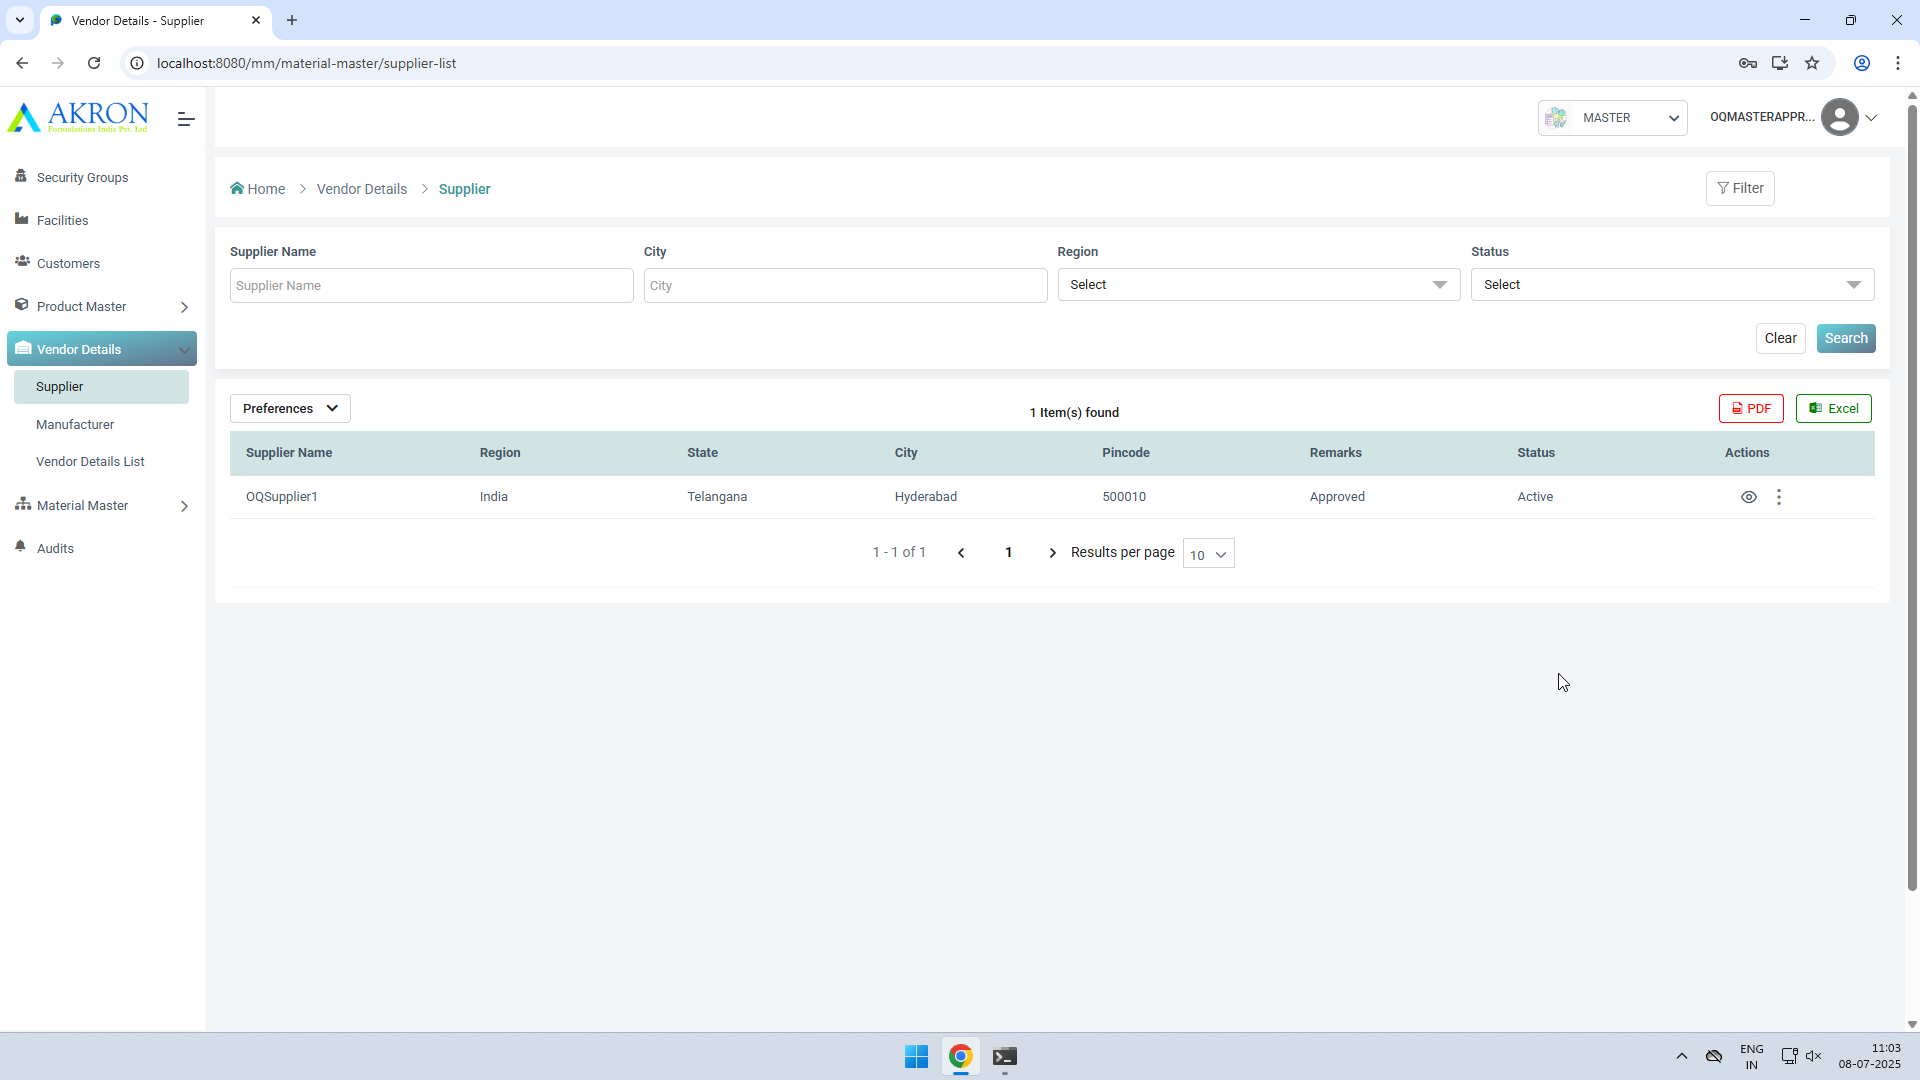 Vendor Details - Supplier
localhost:8080/mm/material-master/supplier-list
AKRON
Formulations India Pvt. Ltd
MASTER
OQMASTERAPPR...
Security Groups
Facilities
Customers
Product Master
Vendor Details
Supplier
Manufacturer
Vendor Details List
Material Master
Audits
Home > Vendor Details > Supplier
Filter
Supplier Name City Region Status
Supplier Name City Select Select
Clear Search
Preferences 1 Item(s) found PDF Excel
Supplier Name Region State City Pincode Remarks Status Actions
OQSupplier1 India Telangana Hyderabad 500010 Approved Active
1 - 1 of 1 1 Results per page 10
ENG
IN
11:03
08-07-2025